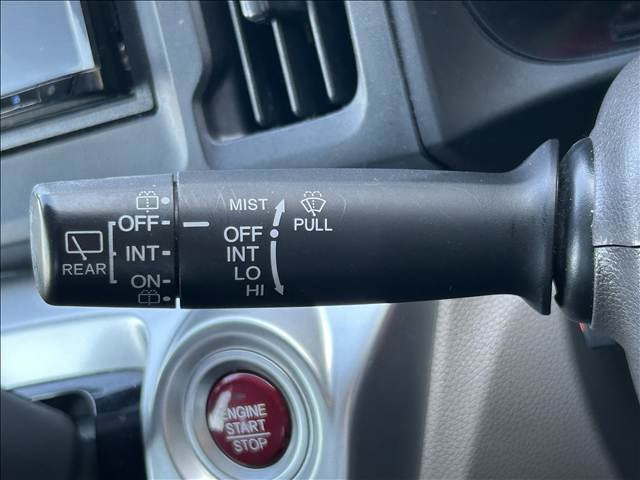 MIST
PULL
OFF
INT
LO
HI
OFF
INT
ON
REAR
ENGINE
START
STOP